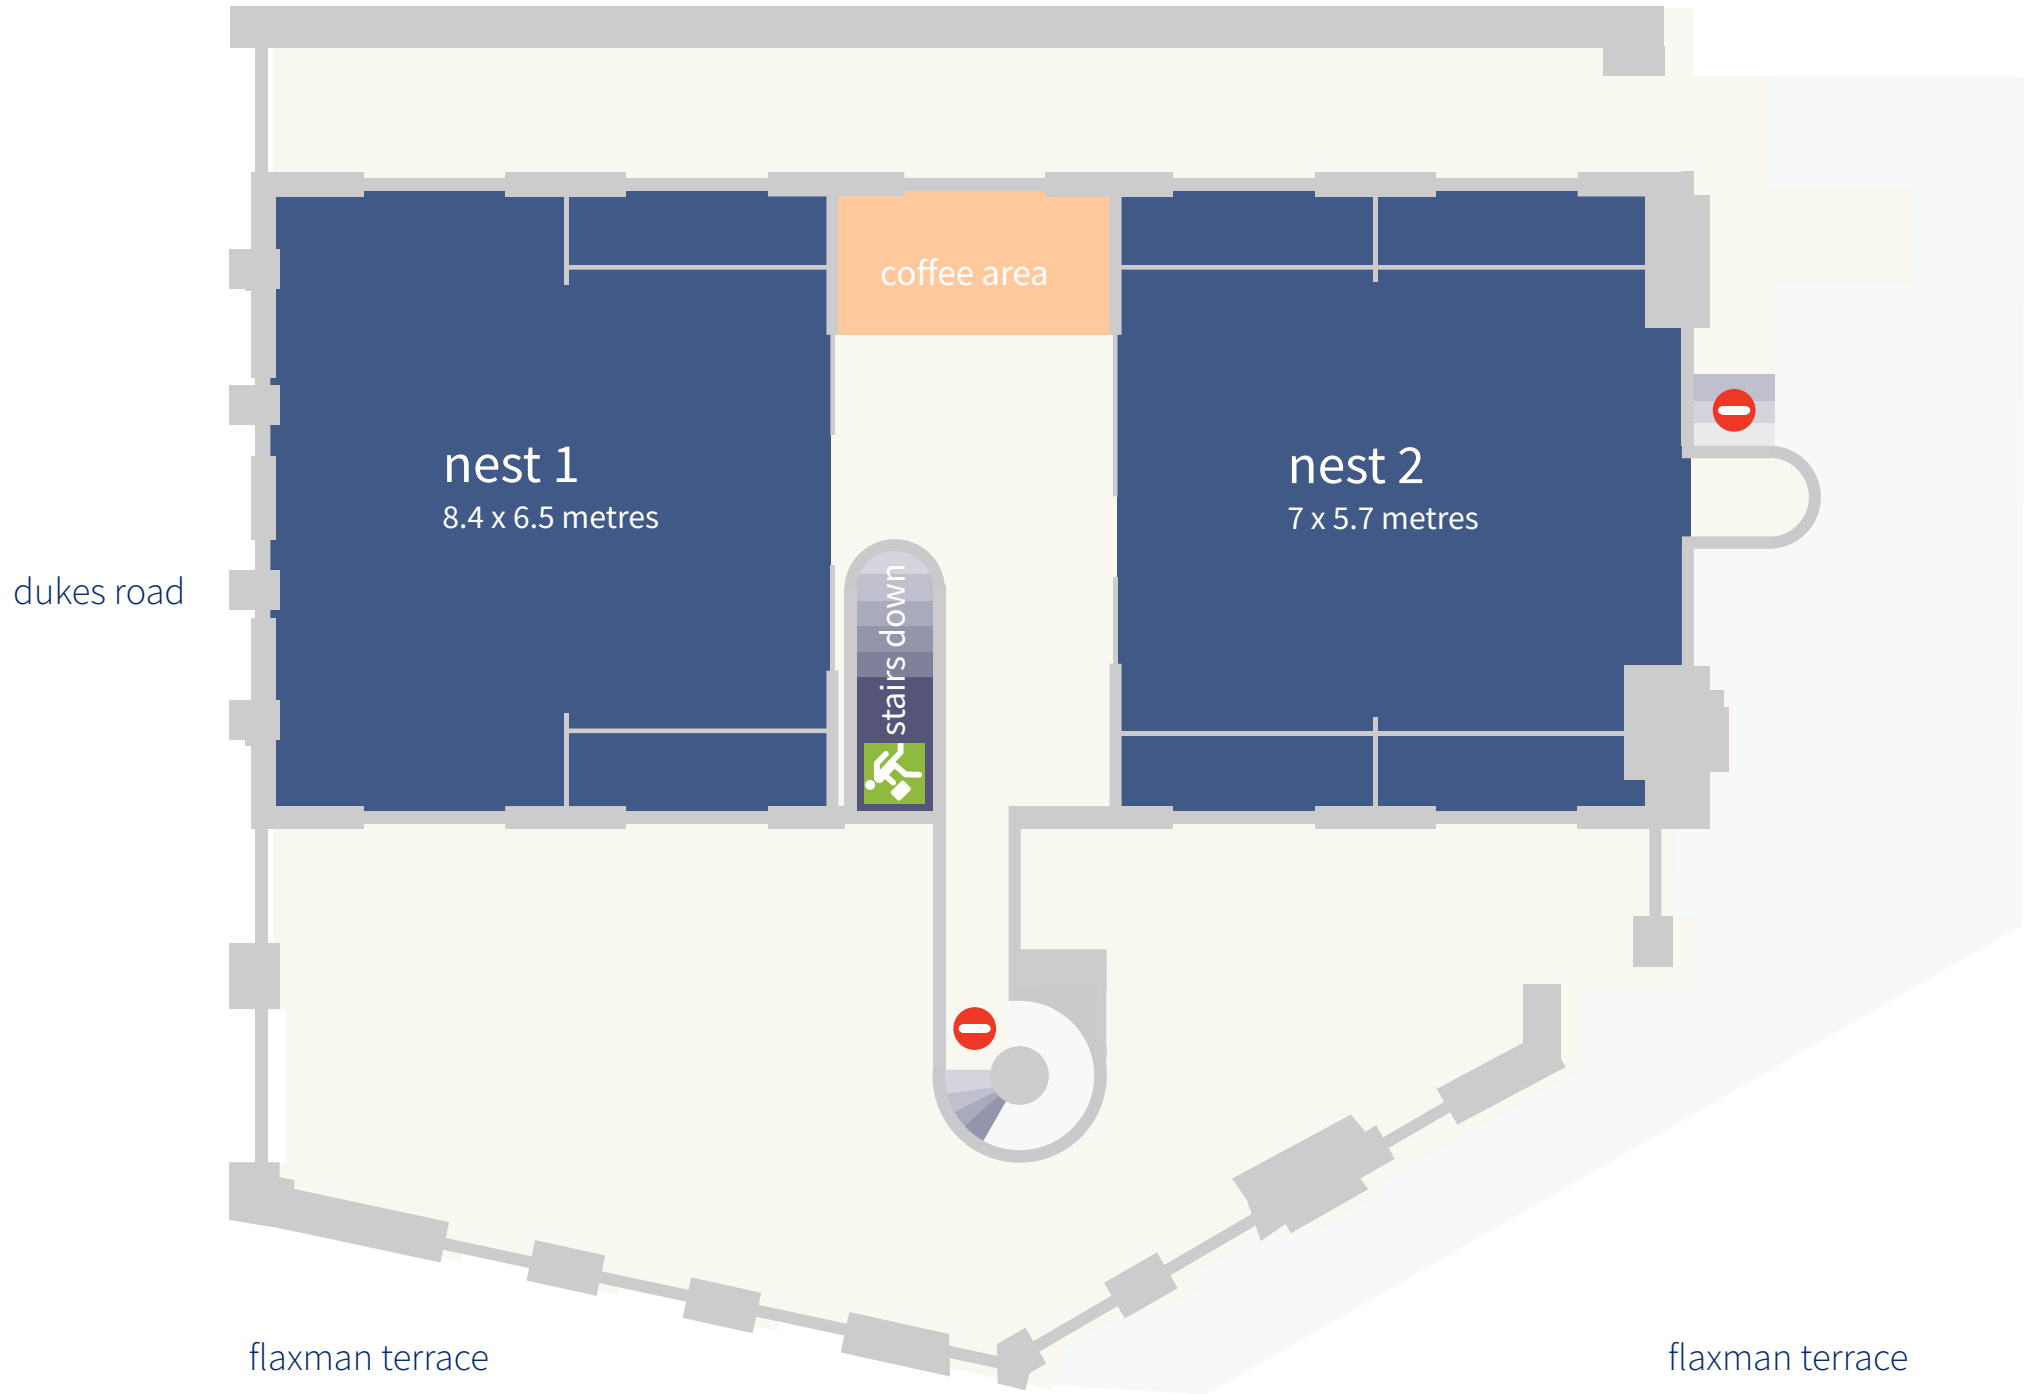 coffee area
nest 1
8.4 x 6.5 metres
nest 2
7 x 5.7 metres
dukes road
stairs down
flaxman terrace
flaxman terrace